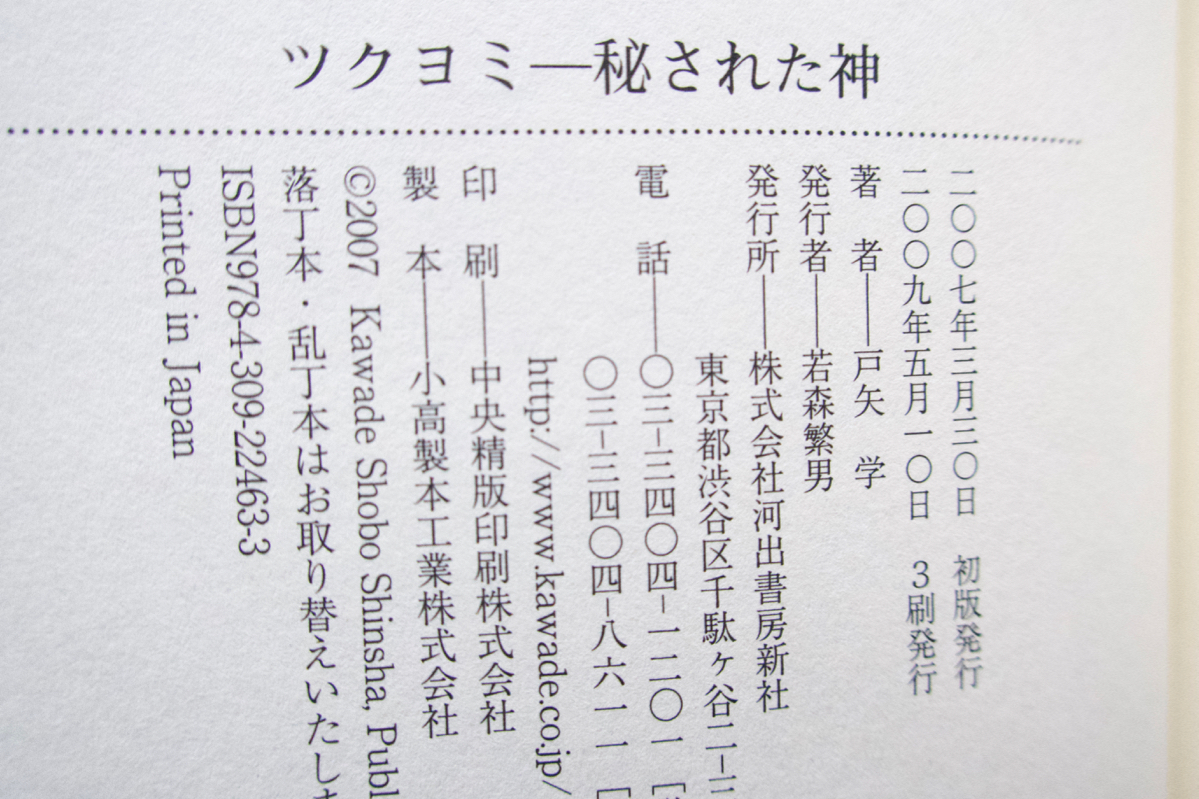 ツクヨミ―秘された神
二〇〇七年三月三〇日　初版発行
二〇〇九年五月一〇日　3刷発行
著　者――戸矢　学
発行者――若森繁男
発行所――株式会社河出書房新社
東京都渋谷区千駄ヶ谷二-三
電　話――〇三-三四〇四-一二〇一［
〇三-三四〇四-八六一一［
http://www.kawade.co.jp/
印　刷――中央精版印刷株式会社
製　本――小高製本工業株式会社
©2007 Kawade Shobo Shinsha, Publ
落丁本・乱丁本はお取り替えいたしま
ISBN978-4-309-22463-3
Printed in Japan